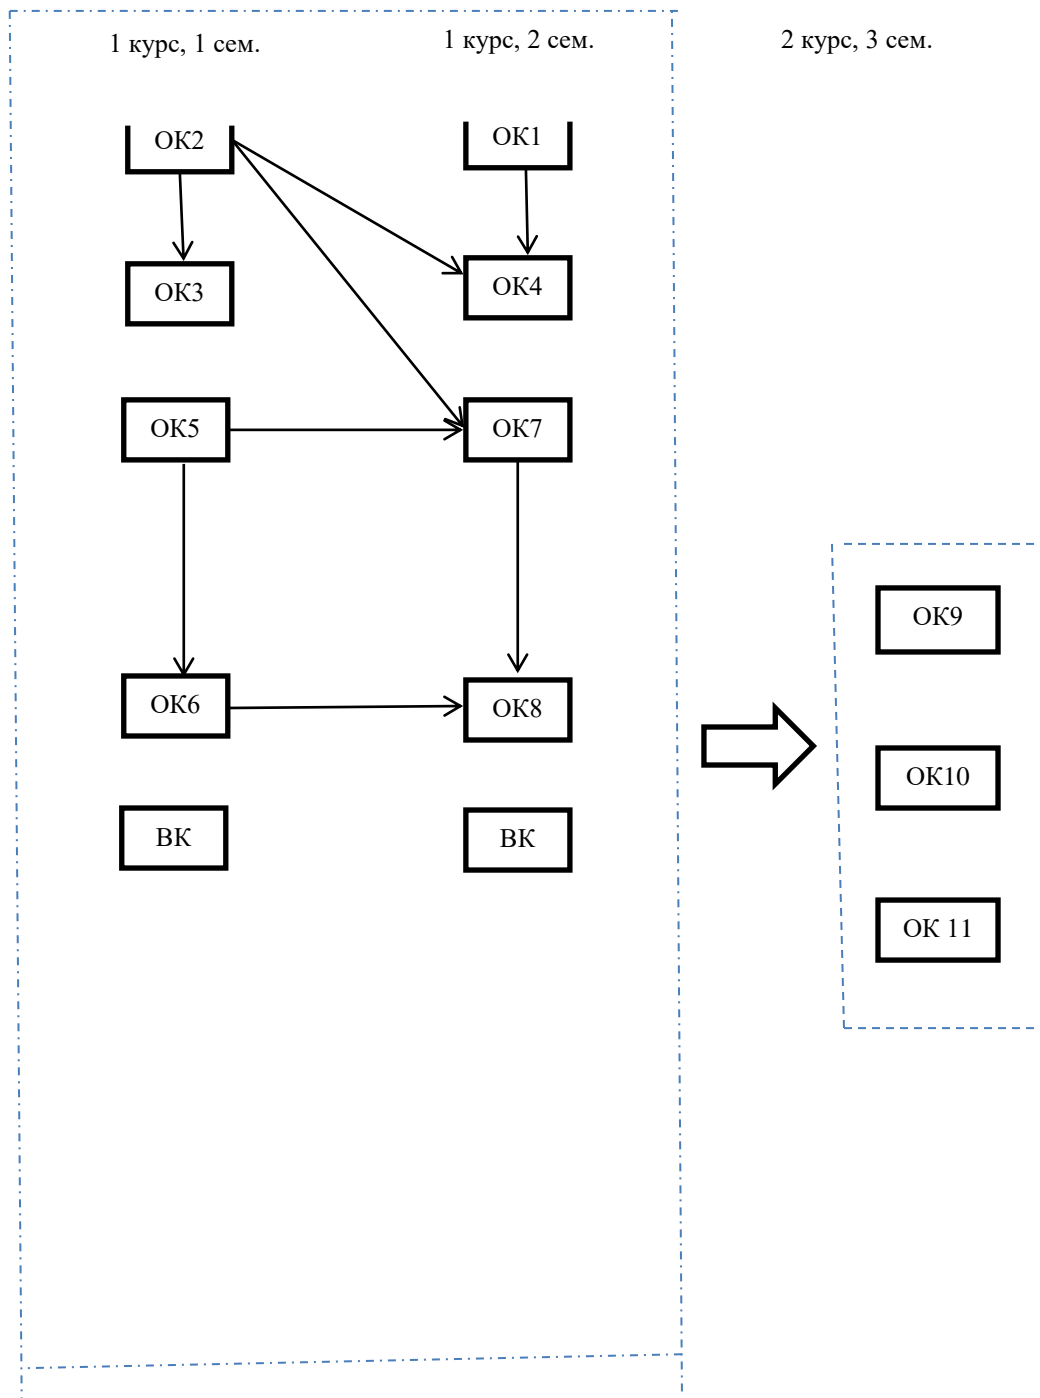 1 курс, 1 сем.
1 курс, 2 сем.
2 курс, 3 сем.
ОК2
ОК1
ОК3
ОК4
ОК5
ОК7
ОК9
ОК6
ОК8
ОК10
ВК
ВК
ОК 11